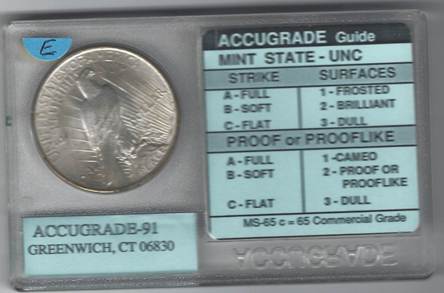 E
ACCUGRADE Guide
MINT STATE - UNC
STRIKE SURFACES
A - FULL 1 - FROSTED
B - SOFT 2 - BRILLIANT
C - FLAT 3 - DULL
PROOF or PROOFLIKE
A - FULL 1 - CAMEO
B - SOFT 2 - PROOF or
PROOFLIKE
C - FLAT 3 - DULL
MS-65 c = 65 Commercial Grade
ACCUGRADE-91
GREENWICH, CT 06830
ACCUGRADE